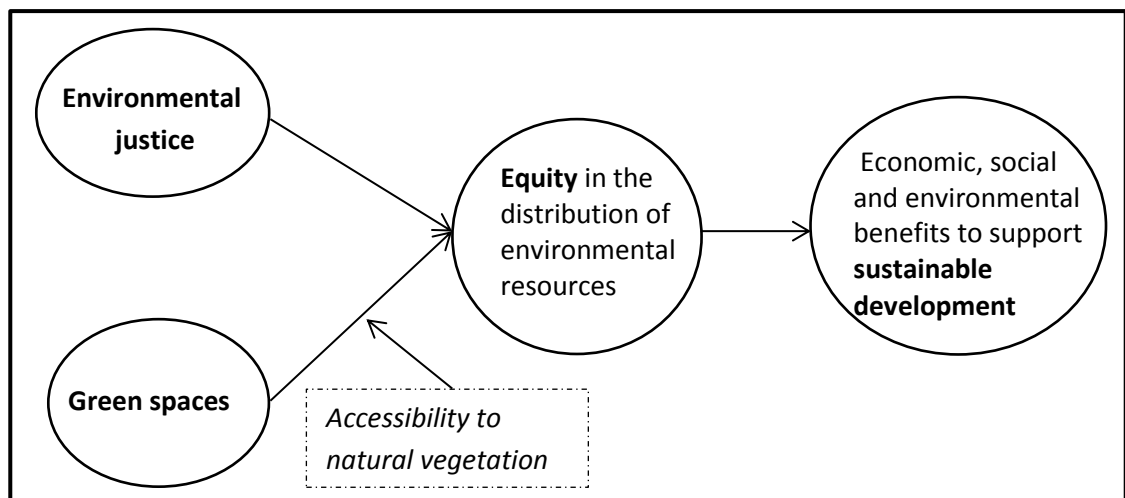 Environmental
justice
Green spaces
Accessibility to
natural vegetation
Equity in the
distribution of
environmental
resources
Economic, social
and environmental
benefits to support
sustainable
development